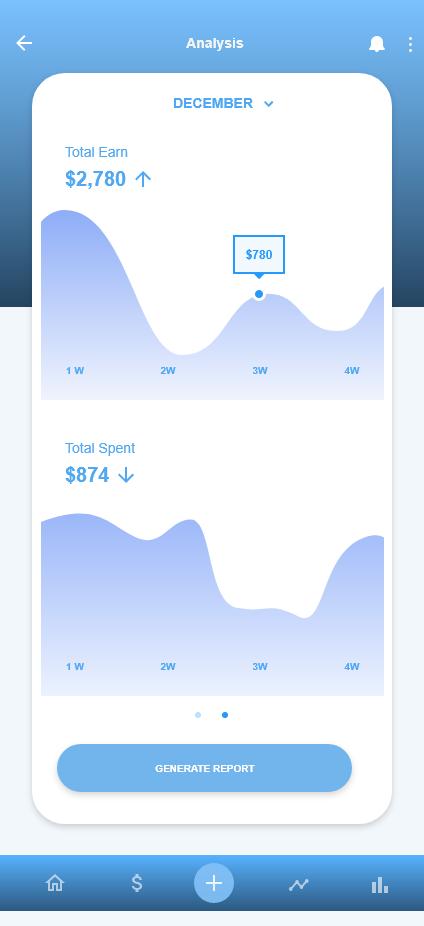 Analysis
DECEMBER
Total Earn
$2,780
$780
1 W 2W 3W 4W
Total Spent
$874
1 W 2W 3W 4W
GENERATE REPORT
$